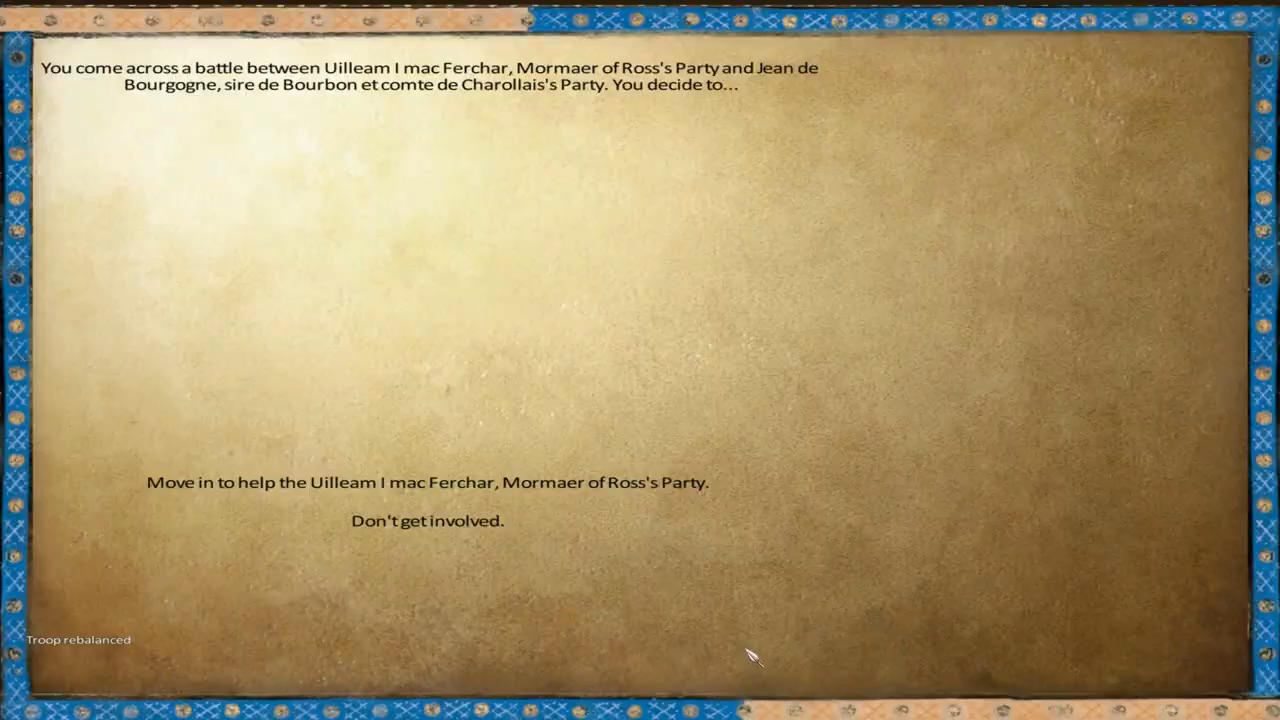 You come across a battle between Uilleam I mac Ferchar, Mormaer of Ross's Party and Jean de
Bourgogne, sire de Bourbon et comte de Charollais's Party. You decide to...
Move in to help the Uilleam I mac Ferchar, Mormaer of Ross's Party.
Don't get involved.
Troop rebalanced